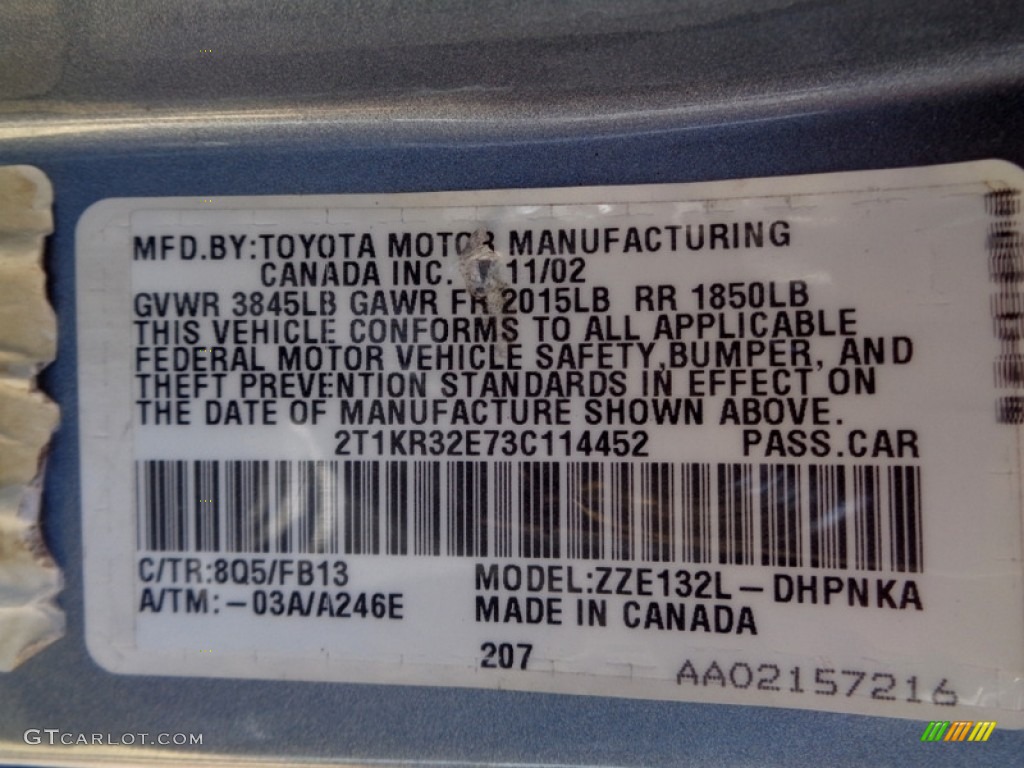 MFD.BY:TOYOTA MOTOR MANUFACTURING
CANADA INC. 11/02
GVWR 3845LB GAWR FR 2015LB RR 1850LB
THIS VEHICLE CONFORMS TO ALL APPLICABLE
FEDERAL MOTOR VEHICLE SAFETY,BUMPER, AND
THEFT PREVENTION STANDARDS IN EFFECT ON
THE DATE OF MANUFACTURE SHOWN ABOVE.
2T1KR32E73C114452 PASS.CAR
C/TR:8Q5/FB13 MODEL:ZZE132L-DHPNKA
A/TM:-03A/A246E MADE IN CANADA
207
AA02157216
GTCARLOT.COM